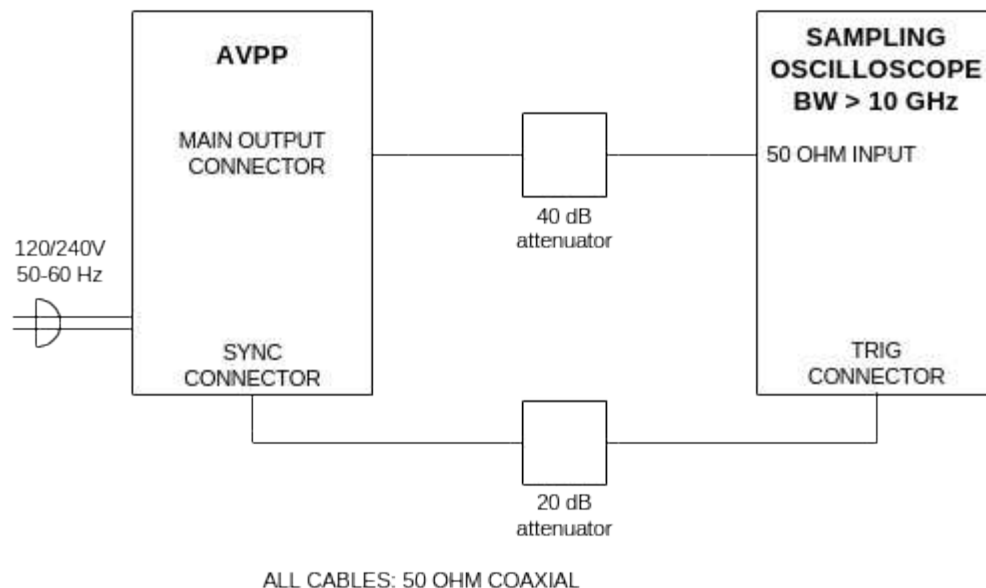 AVPP
MAIN OUTPUT
CONNECTOR
120/240V
50-60 Hz
SYNC
CONNECTOR
40 dB
attenuator
20 dB
attenuator
SAMPLING
OSCILLOSCOPE
BW > 10 GHz
50 OHM INPUT
TRIG
CONNECTOR
ALL CABLES: 50 OHM COAXIAL